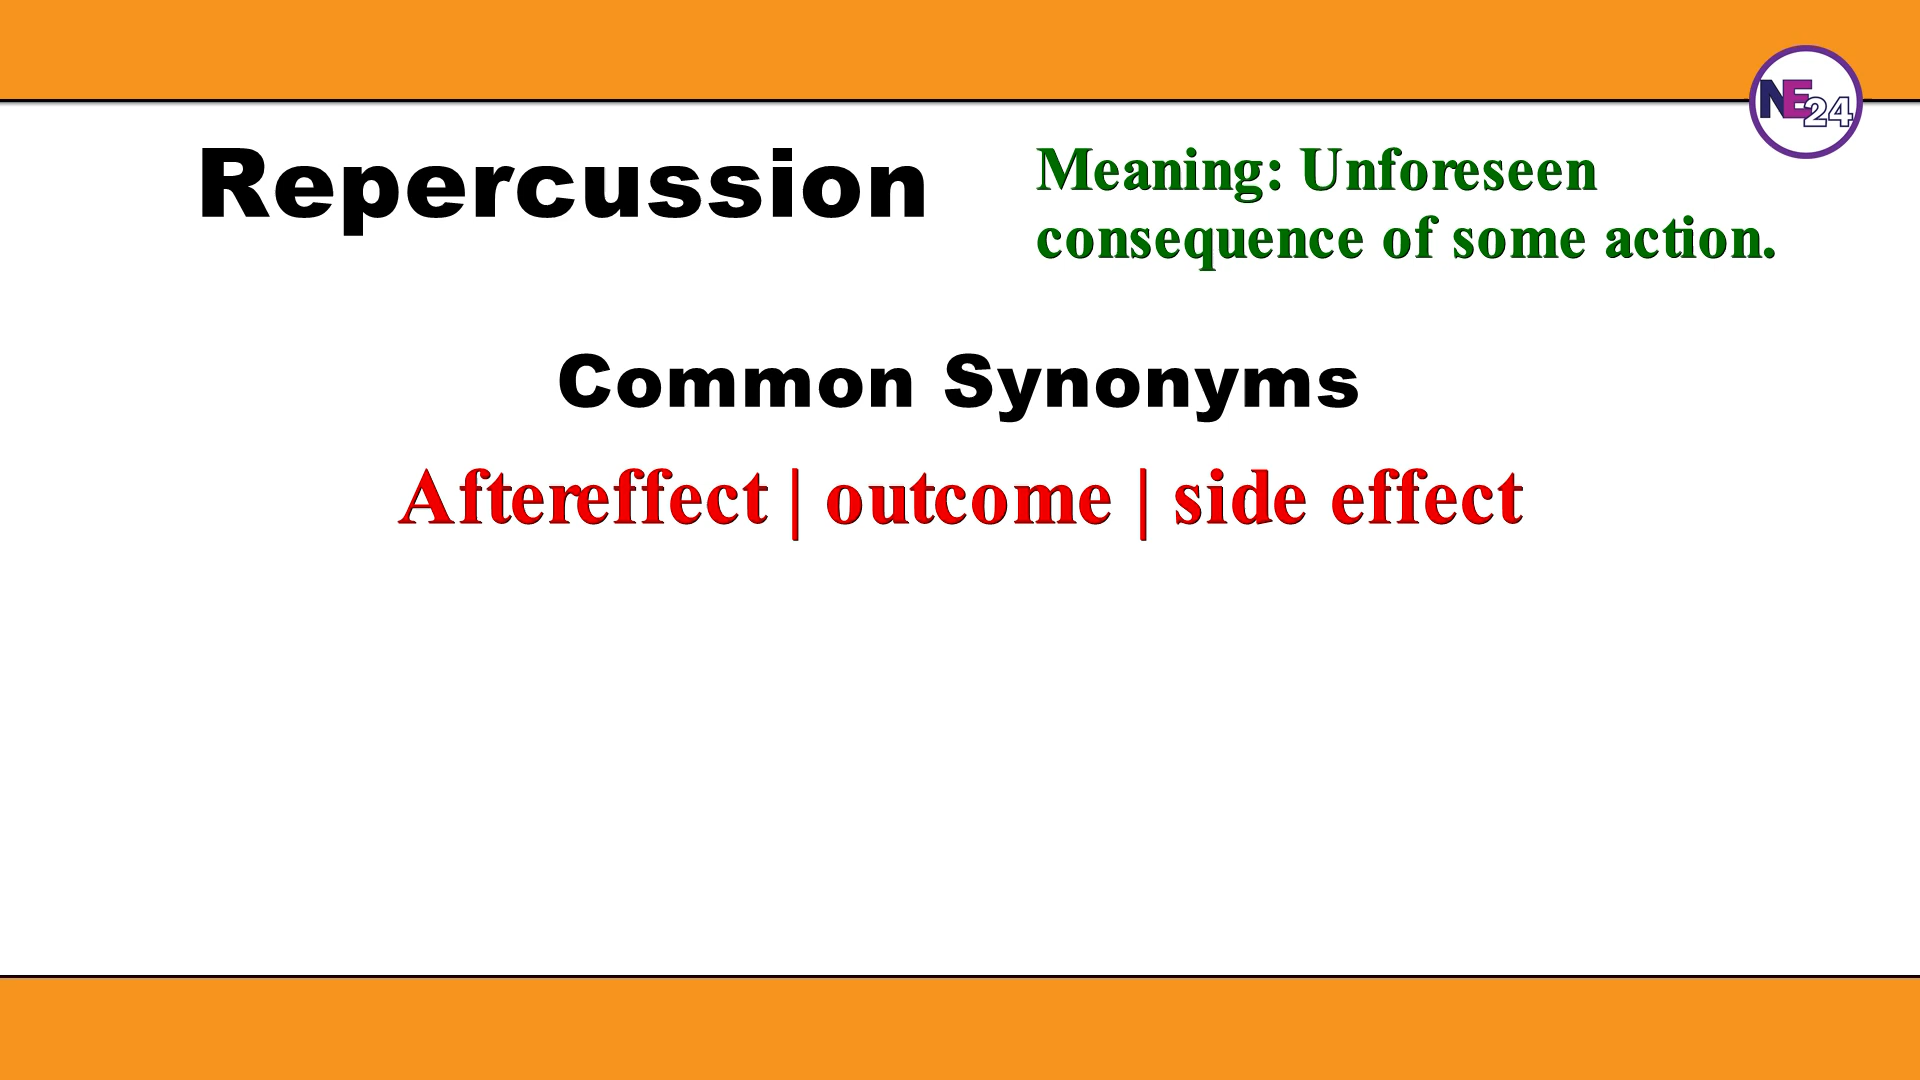 NE24
Repercussion
Meaning: Unforeseen
consequence of some action.
Common Synonyms
Aftereffect | outcome | side effect